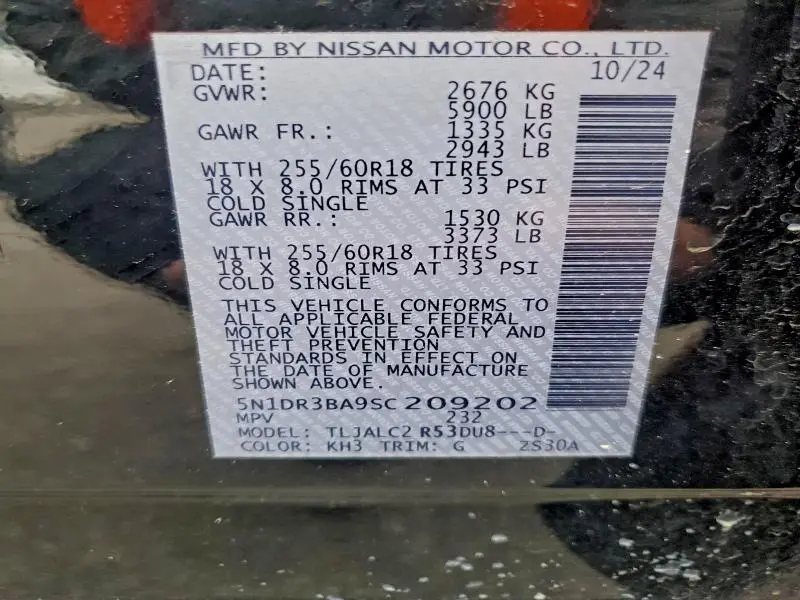 MFD BY NISSAN MOTOR CO., LTD.
DATE: 10/24
GVWR: 2676 KG
5900 LB
GAWR FR.: 1335 KG
2943 LB
WITH 255/60R18 TIRES
18 X 8.0 RIMS AT 33 PSI
COLD SINGLE
GAWR RR.: 1530 KG
3373 LB
WITH 255/60R18 TIRES
18 X 8.0 RIMS AT 33 PSI
COLD SINGLE
THIS VEHICLE CONFORMS TO
ALL APPLICABLE FEDERAL
MOTOR VEHICLE SAFETY AND
THEFT PREVENTION
STANDARDS IN EFFECT ON
THE DATE OF MANUFACTURE
SHOWN ABOVE.
5N1DR3BA9SC209202
MPV 232
MODEL: TLJALC2 R53DU8---D-
COLOR: KH3 TRIM: G 2S30A